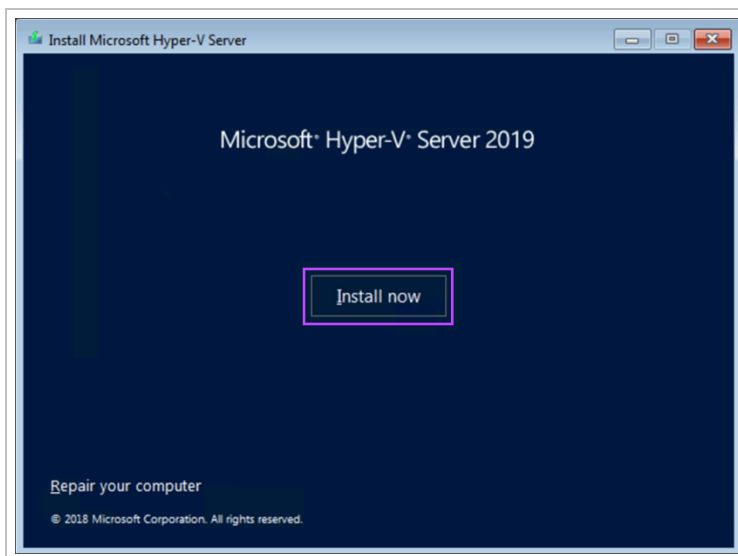 Install Microsoft Hyper-V Server
Microsoft® Hyper-V® Server 2019
Install now
Repair your computer
© 2018 Microsoft Corporation. All rights reserved.